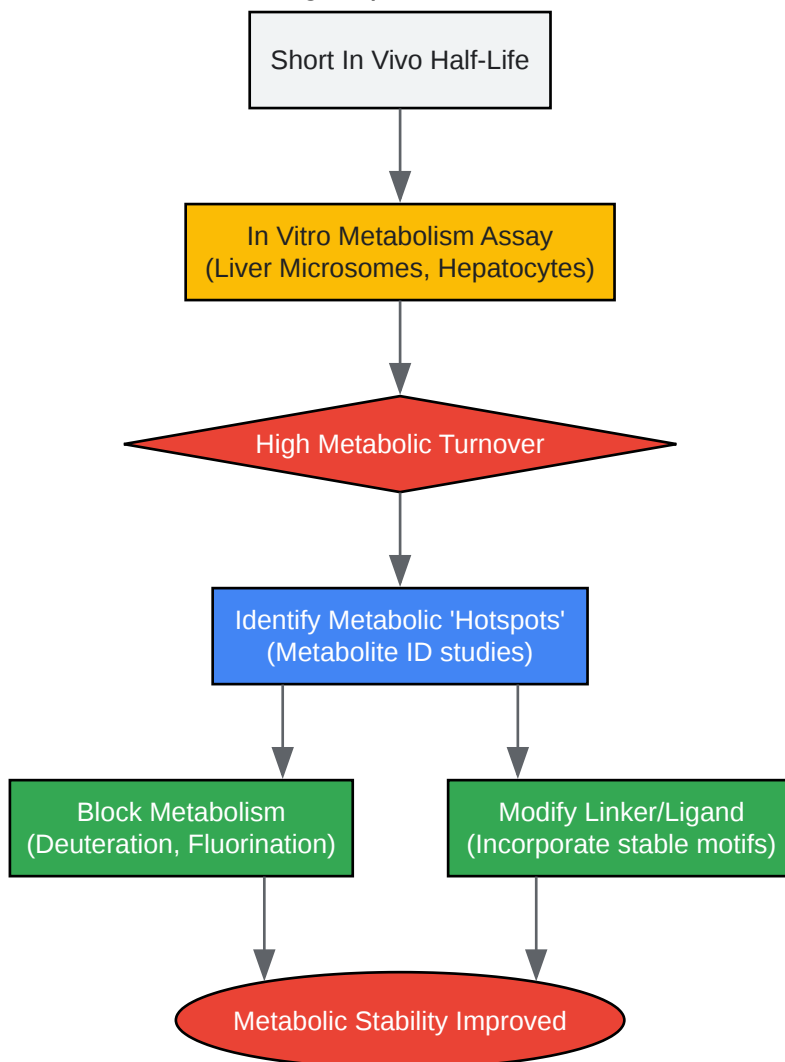 Short In Vivo Half-Life
In Vitro Metabolism Assay
(Liver Microsomes, Hepatocytes)
High Metabolic Turnover
Identify Metabolic 'Hotspots'
(Metabolite ID studies)
Block Metabolism
(Deuteration, Fluorination)
Modify Linker/Ligand
(Incorporate stable motifs)
Metabolic Stability Improved